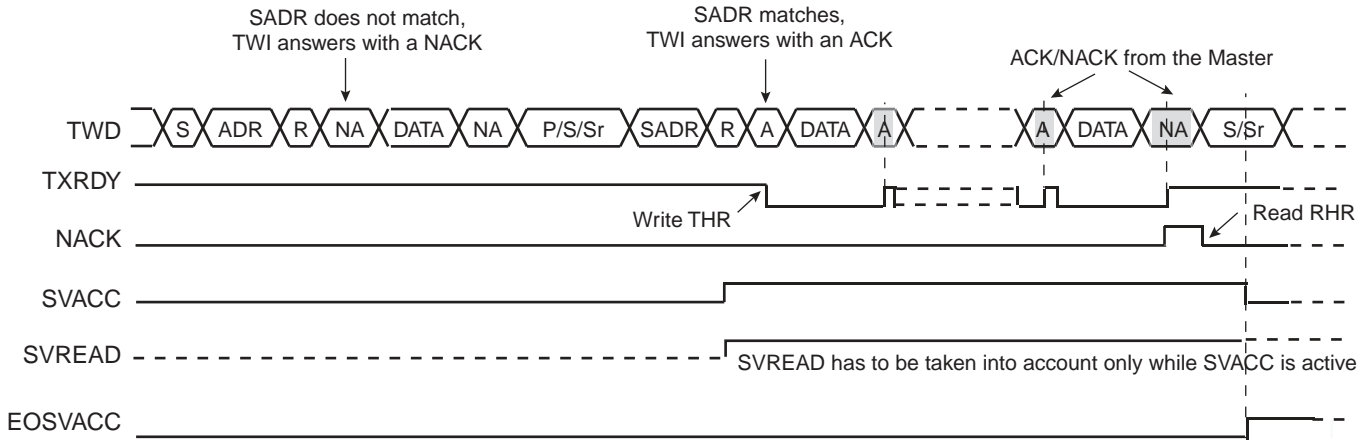 SADR does not match,
TWI answers with a NACK
SADR matches,
TWI answers with an ACK
ACK/NACK from the Master
TWD S ADR R NA DATA NA P/S/Sr SADR R A DATA A A DATA NA S/Sr
TXRDY
Write THR
Read RHR
NACK
SVACC
SVREAD
SVREAD has to be taken into account only while SVACC is active
EOSVACC